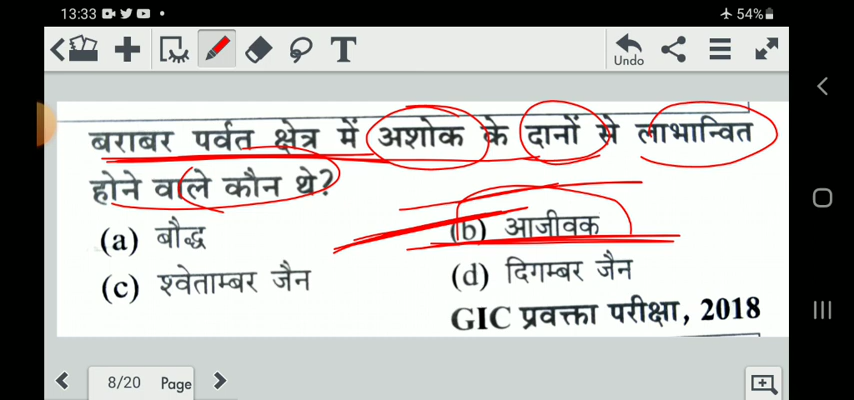 13:33
54%
T
Undo
बराबर पर्वत क्षेत्र में अशोक के दानों से लाभान्वित
होने वाले कौन थे?
(a) बौद्ध
(b) आजीवक
(c) श्वेताम्बर जैन
(d) दिगम्बर जैन
GIC प्रवक्ता परीक्षा, 2018
8/20 Page